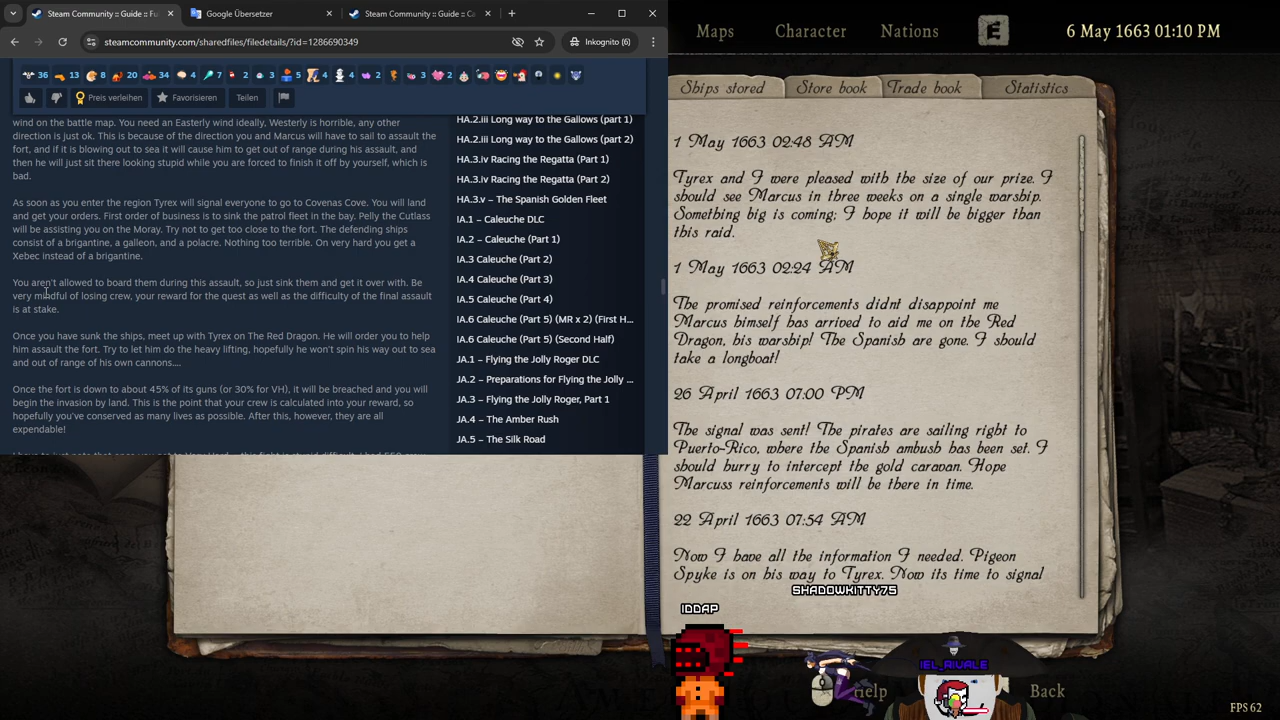 Steam Community :: Guide :: Fu
Google Übersetzer
Steam Community :: Guide :: Ca
steamcommunity.com/sharedfiles/filedetails/?id=1286690349
Inkognito (6)
36 13 8 20 34 4 7 2 3 5 4 4 2 3 2
Preis verleihen
Favorisieren
Teilen
wind on the battle map. You need an Easterly wind ideally, Westerly is horrible, any other
direction is just ok. This is because of the direction you and Marcus will have to sail to assault the
fort, and if it is blowing out to sea it will cause him to get out of range during his assault, and
then he will just sit there looking stupid while you are forced to finish it off by yourself, which is
bad.
As soon as you enter the region Tyrex will signal everyone to go to Covenas Cove. You will land
and get your orders. First order of business is to sink the patrol fleet in the bay. Pelly the Cutlass
will be assisting you on the Moray. Try not to get too close to the fort. The defending ships
consist of a brigantine, a galleon, and a polacre. Nothing too terrible. On very hard you get a
Xebec instead of a brigantine.
You aren't allowed to board them during this assault, so just sink them and get it over with. Be
very mindful of losing crew, your reward for the quest as well as the difficulty of the final assault
is at stake.
Once you have sunk the ships, meet up with Tyrex on The Red Dragon. He will order you to help
him assault the fort. Try to let him do the heavy lifting, hopefully he won't spin his way out to sea
and out of range of his own cannons....
Once the fort is down to about 45% of its guns (or 30% for VH), it will be breached and you will
begin the invasion by land. This is the point that your crew is calculated into your reward, so
hopefully you've conserved as many lives as possible. After this, however, they are all
expendable!
HA.2.iii Long way to the Gallows (part 1)
HA.2.iii Long way to the Gallows (part 2)
HA.3.iv Racing the Regatta (Part 1)
HA.3.iv Racing the Regatta (Part 2)
HA.3.v – The Spanish Golden Fleet
IA.1 – Caleuche DLC
IA.2 – Caleuche (Part 1)
IA.3 Caleuche (Part 2)
IA.4 Caleuche (Part 3)
IA.5 Caleuche (Part 4)
IA.6 Caleuche (Part 5) (MR x 2) (First H...
IA.6 Caleuche (Part 5) (Second Half)
JA.1 – Flying the Jolly Roger DLC
JA.2 – Preparations for Flying the Jolly ...
JA.3 – Flying the Jolly Roger, Part 1
JA.4 – The Amber Rush
JA.5 – The Silk Road
Maps
Character
Nations
E
6 May 1663 01:10 PM
Ships stored
Store book
Trade book
Statistics
1 May 1663 02:48 AM
Tyrex and I were pleased with the size of our prize. I
should see Marcus in three weeks on a single warship.
Something big is coming; I hope it will be bigger than
this raid.
1 May 1663 02:24 AM
The promised reinforcements didnt disappoint me
Marcus himself has arrived to aid me on the Red
Dragon, his warship! The Spanish are gone. I should
take a longboat!
26 April 1663 07:00 PM
The signal was sent! The pirates are sailing right to
Puerto-Rico, where the Spanish ambush has been set. I
should hurry to intercept the gold caravan. Hope
Marcuss reinforcements will be there in time.
22 April 1663 07:54 AM
Now I have all the information I needed. Pigeon
Spyke is on his way to Tyrex. Now its time to signal
SHADOWKITTY75
IDDAP
IEL_RIVALE
Help
Back
FPS 62